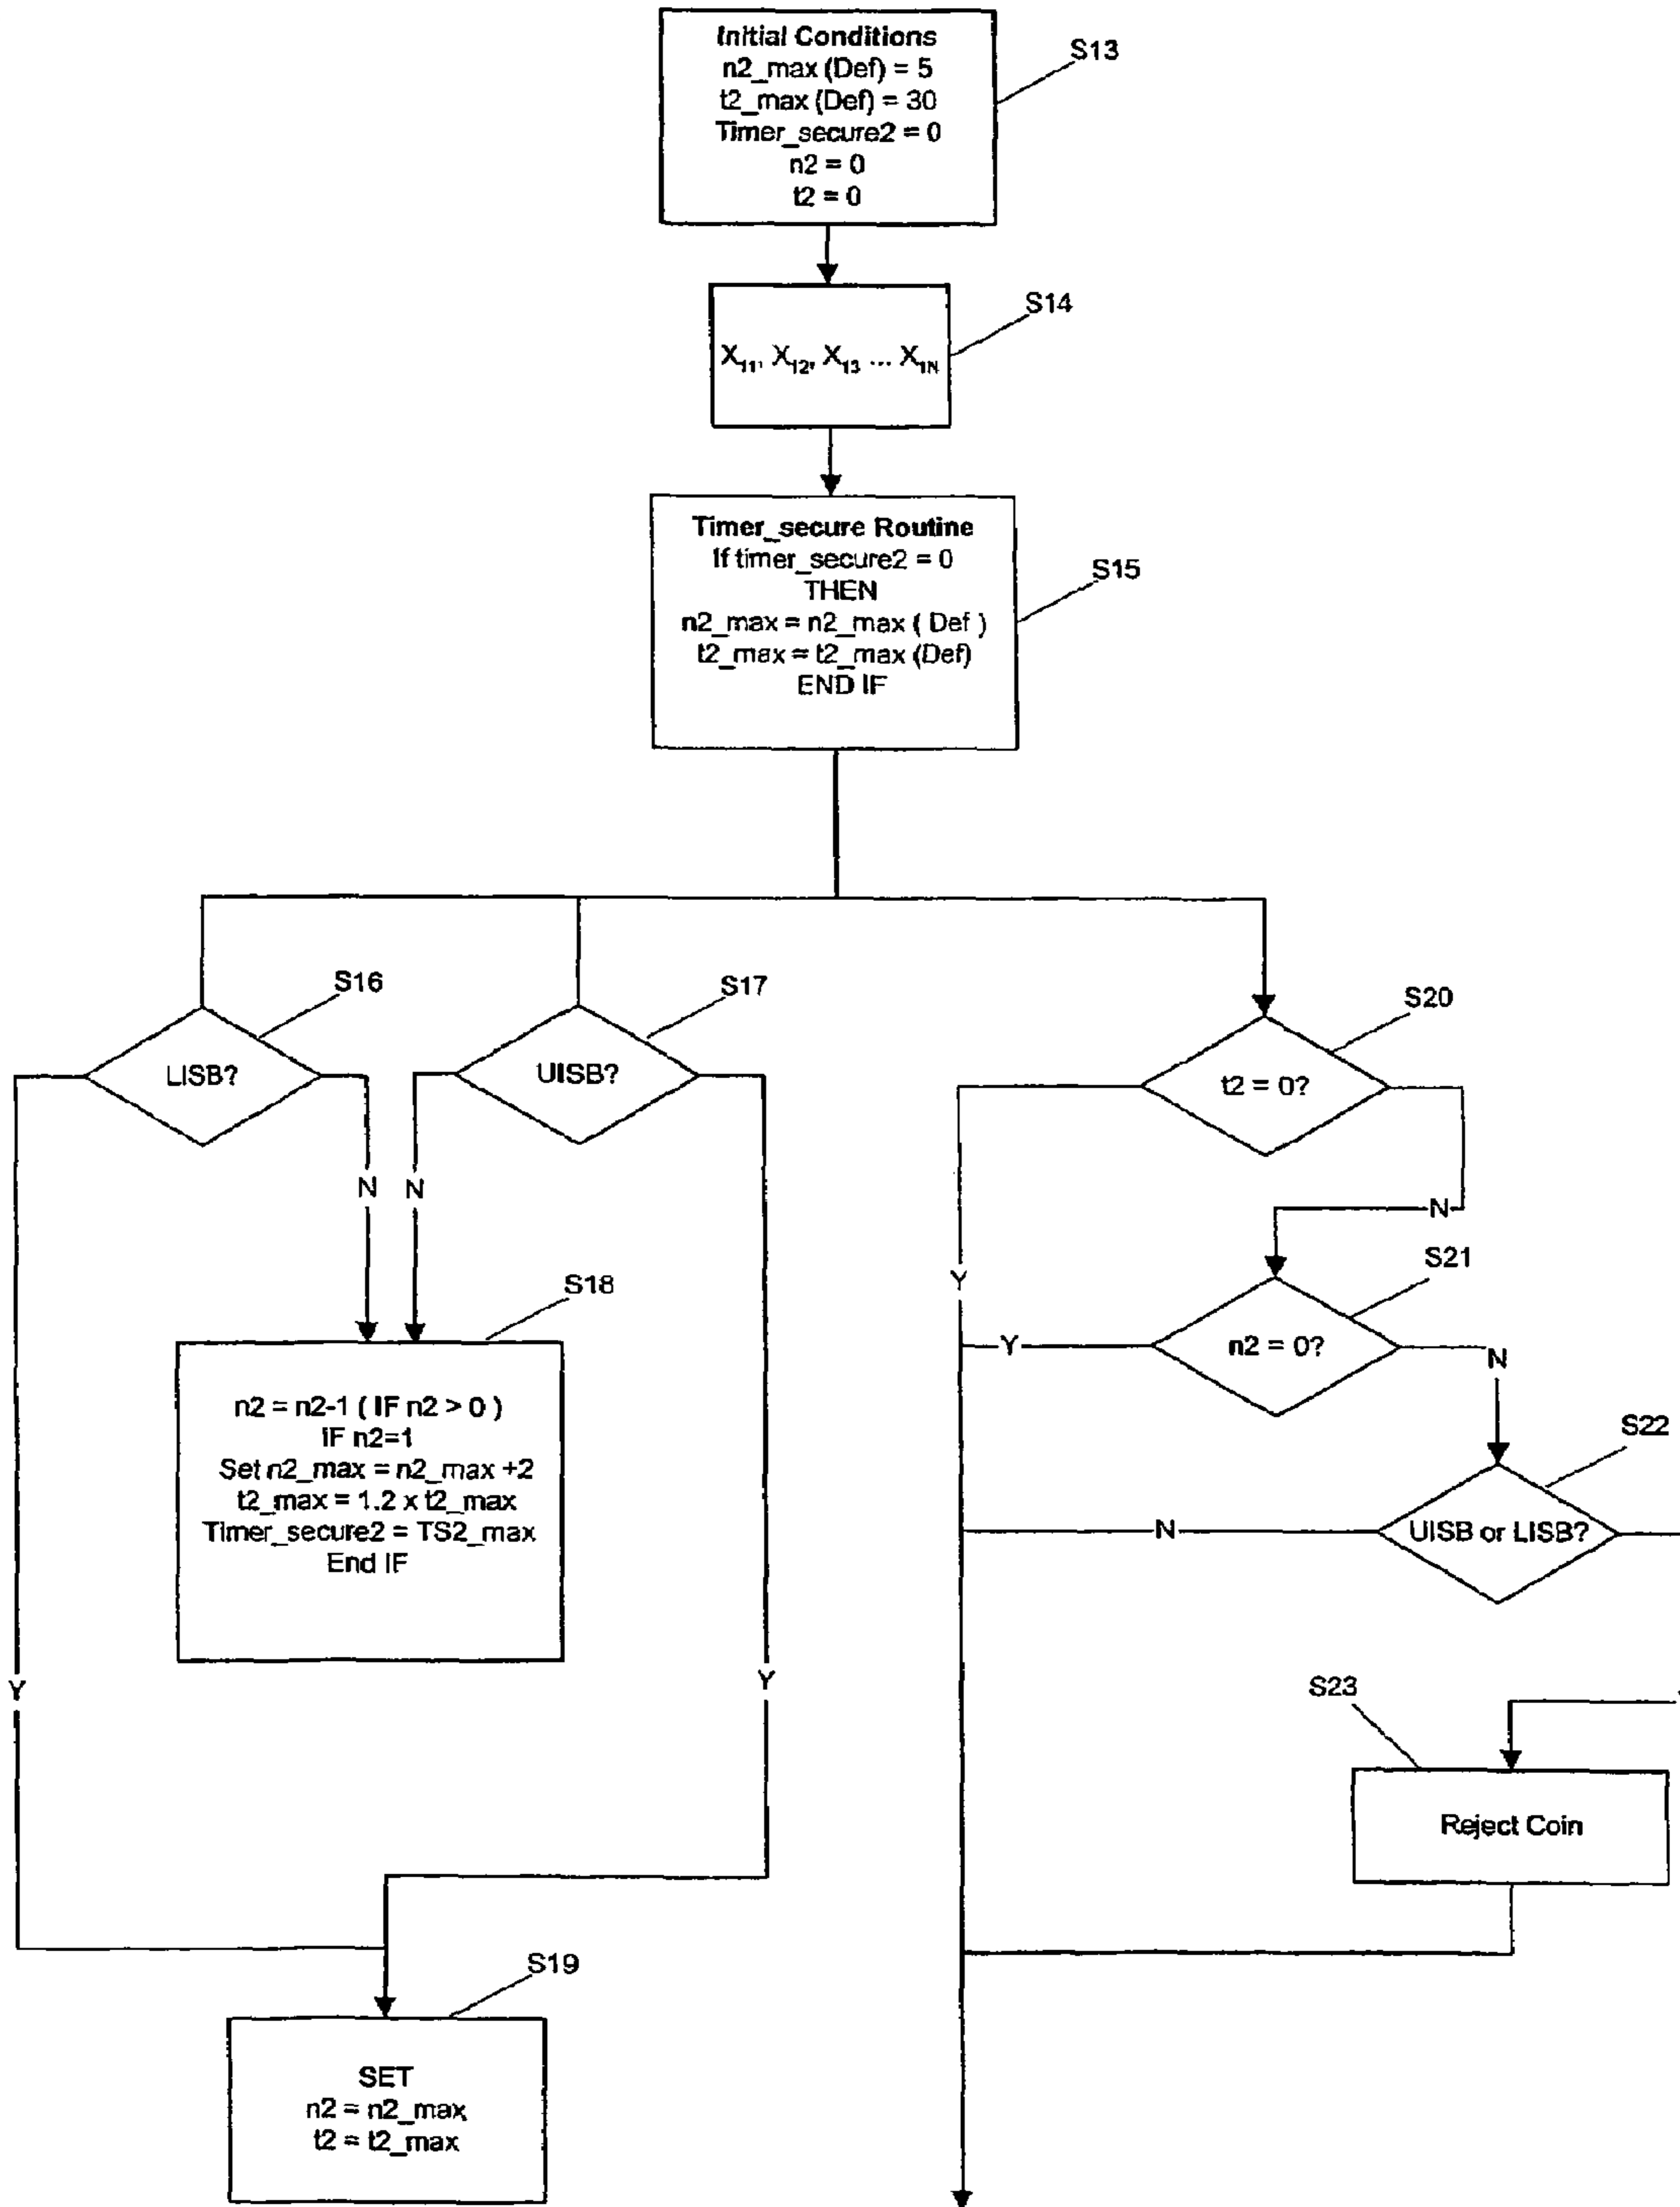 Initial Conditions
n2_max (Def) = 5
t2_max (Def) = 30
Timer_secure2 = 0
n2 = 0
t2 = 0
S13
S14
X₁₁, X₁₂, X₁₃ ... X₁ₙ
Timer_secure Routine
If timer_secure2 = 0
THEN
n2_max = n2_max ( Def )
t2_max = t2_max (Def)
END IF
S15
S16
LISB?
S17
UISB?
S20
t2 = 0?
N
N
N
Y
S21
n2 = 0?
Y
N
S18
n2 = n2-1 ( IF n2 > 0 )
IF n2=1
Set n2_max = n2_max +2
t2_max = 1.2 x t2_max
Timer_secure2 = TS2_max
End IF
S22
UISB or LISB?
N
Y
Y
S23
Reject Coin
S19
SET
n2 = n2_max
t2 = t2_max